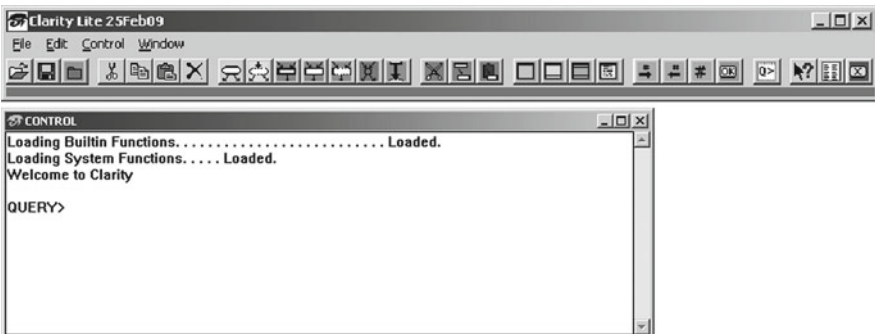 Clarity Lite 25Feb09
File Edit Control Window
# OK Q> ?
CONTROL
Loading Builtin Functions. . . . . . . . . . . . . . . . . . . . . . . . . . Loaded.
Loading System Functions. . . . . Loaded.
Welcome to Clarity
QUERY>